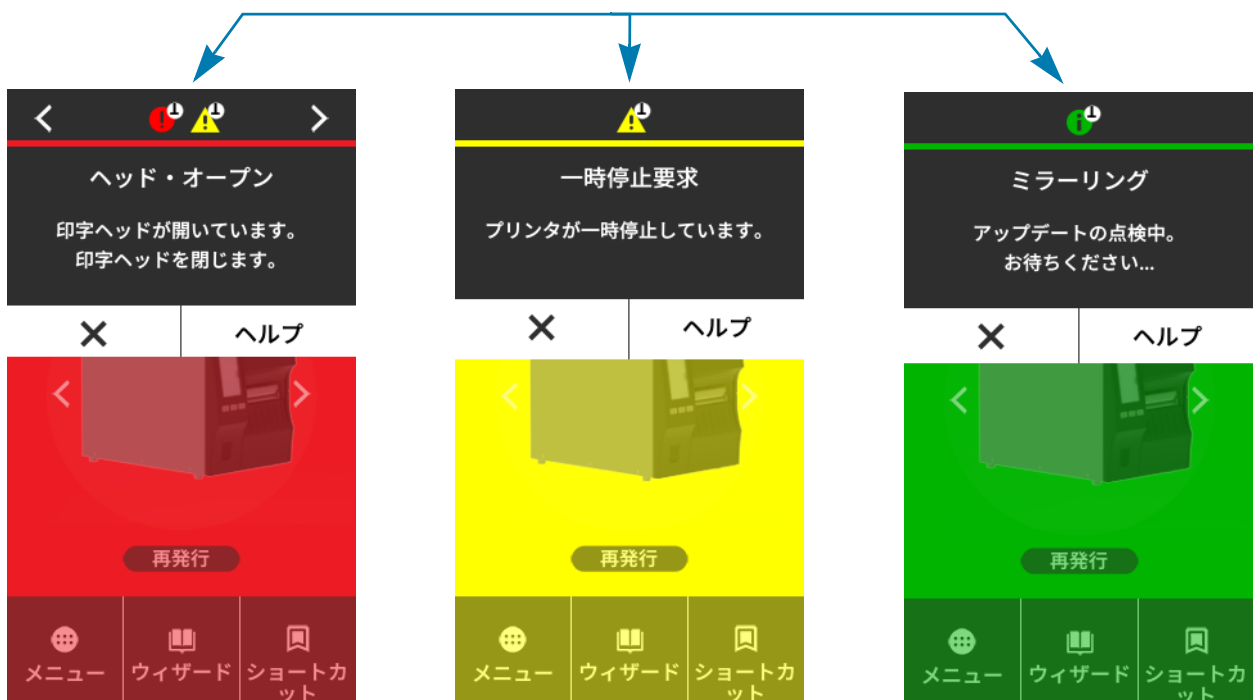 ヘッド・オープン
印字ヘッドが開いています。
印字ヘッドを閉じます。
ヘルプ
再発行
メニュー
ウィザード
ショートカ
ット
一時停止要求
プリンタが一時停止しています。
ヘルプ
再発行
メニュー
ウィザード
ショートカ
ット
ミラーリング
アップデートの点検中。
お待ちください...
ヘルプ
再発行
メニュー
ウィザード
ショートカ
ット